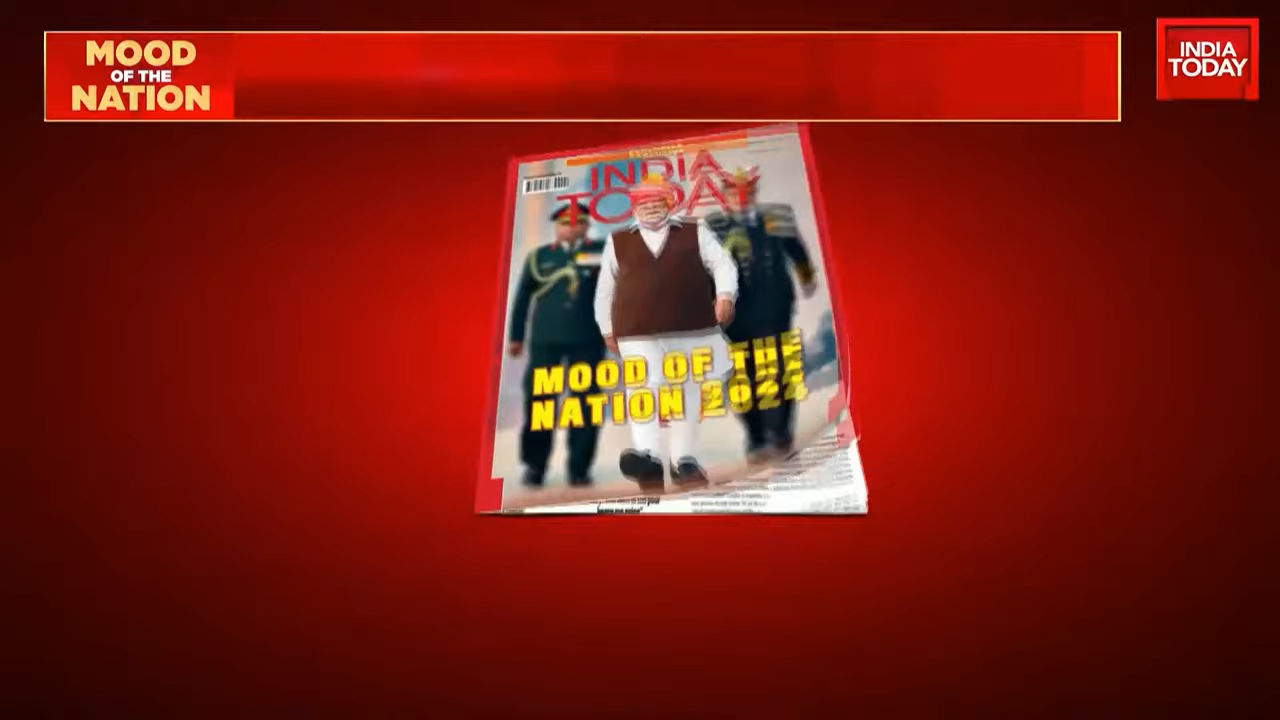 MOOD
OF THE
NATION
INDIA
TODAY
INDIA
TODAY
MOOD OF THE
NATION 2024